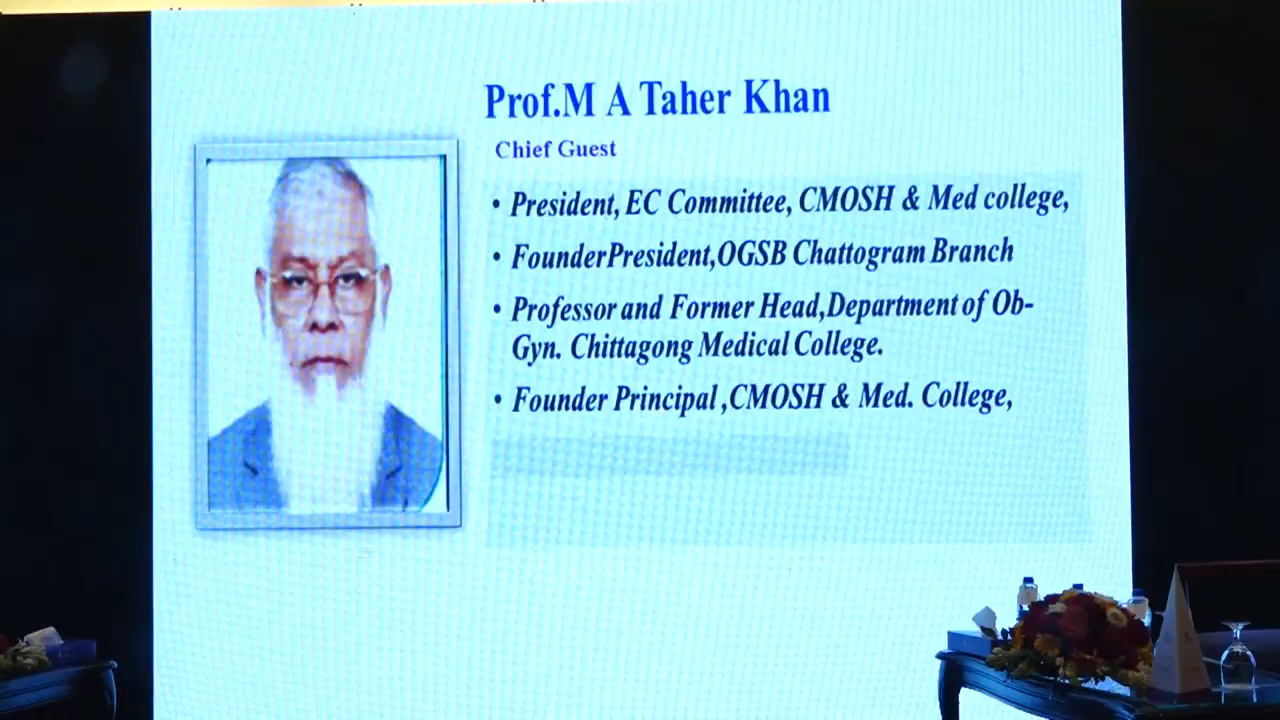 Prof.M A Taher Khan
Chief Guest
• President, EC Committee, CMOSH & Med college,
• FounderPresident,OGSB Chattogram Branch
• Professor and Former Head,Department of Ob-
Gyn. Chittagong Medical College.
• Founder Principal ,CMOSH & Med. College,